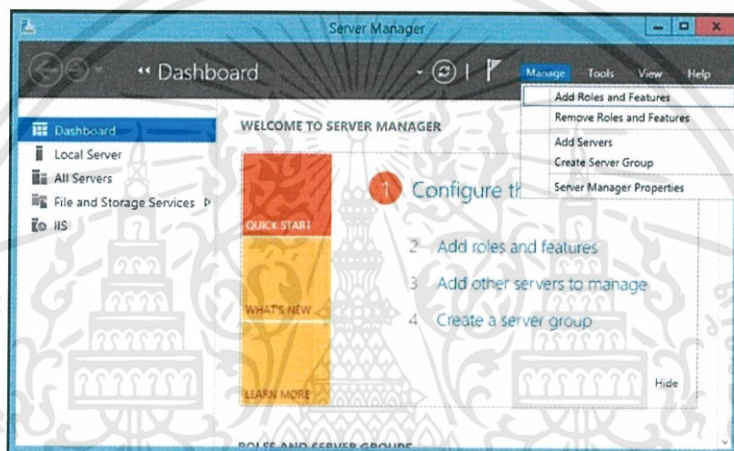 Server Manager
Dashboard
Manage Tools View Help
Add Roles and Features
Remove Roles and Features
Add Servers
Create Server Group
Server Manager Properties
Dashboard
Local Server
All Servers
File and Storage Services
IIS
WELCOME TO SERVER MANAGER
QUICK START
WHAT'S NEW
LEARN MORE
1 Configure th
2 Add roles and features
3 Add other servers to manage
4 Create a server group
Hide
ROLES AND SERVER GROUPS